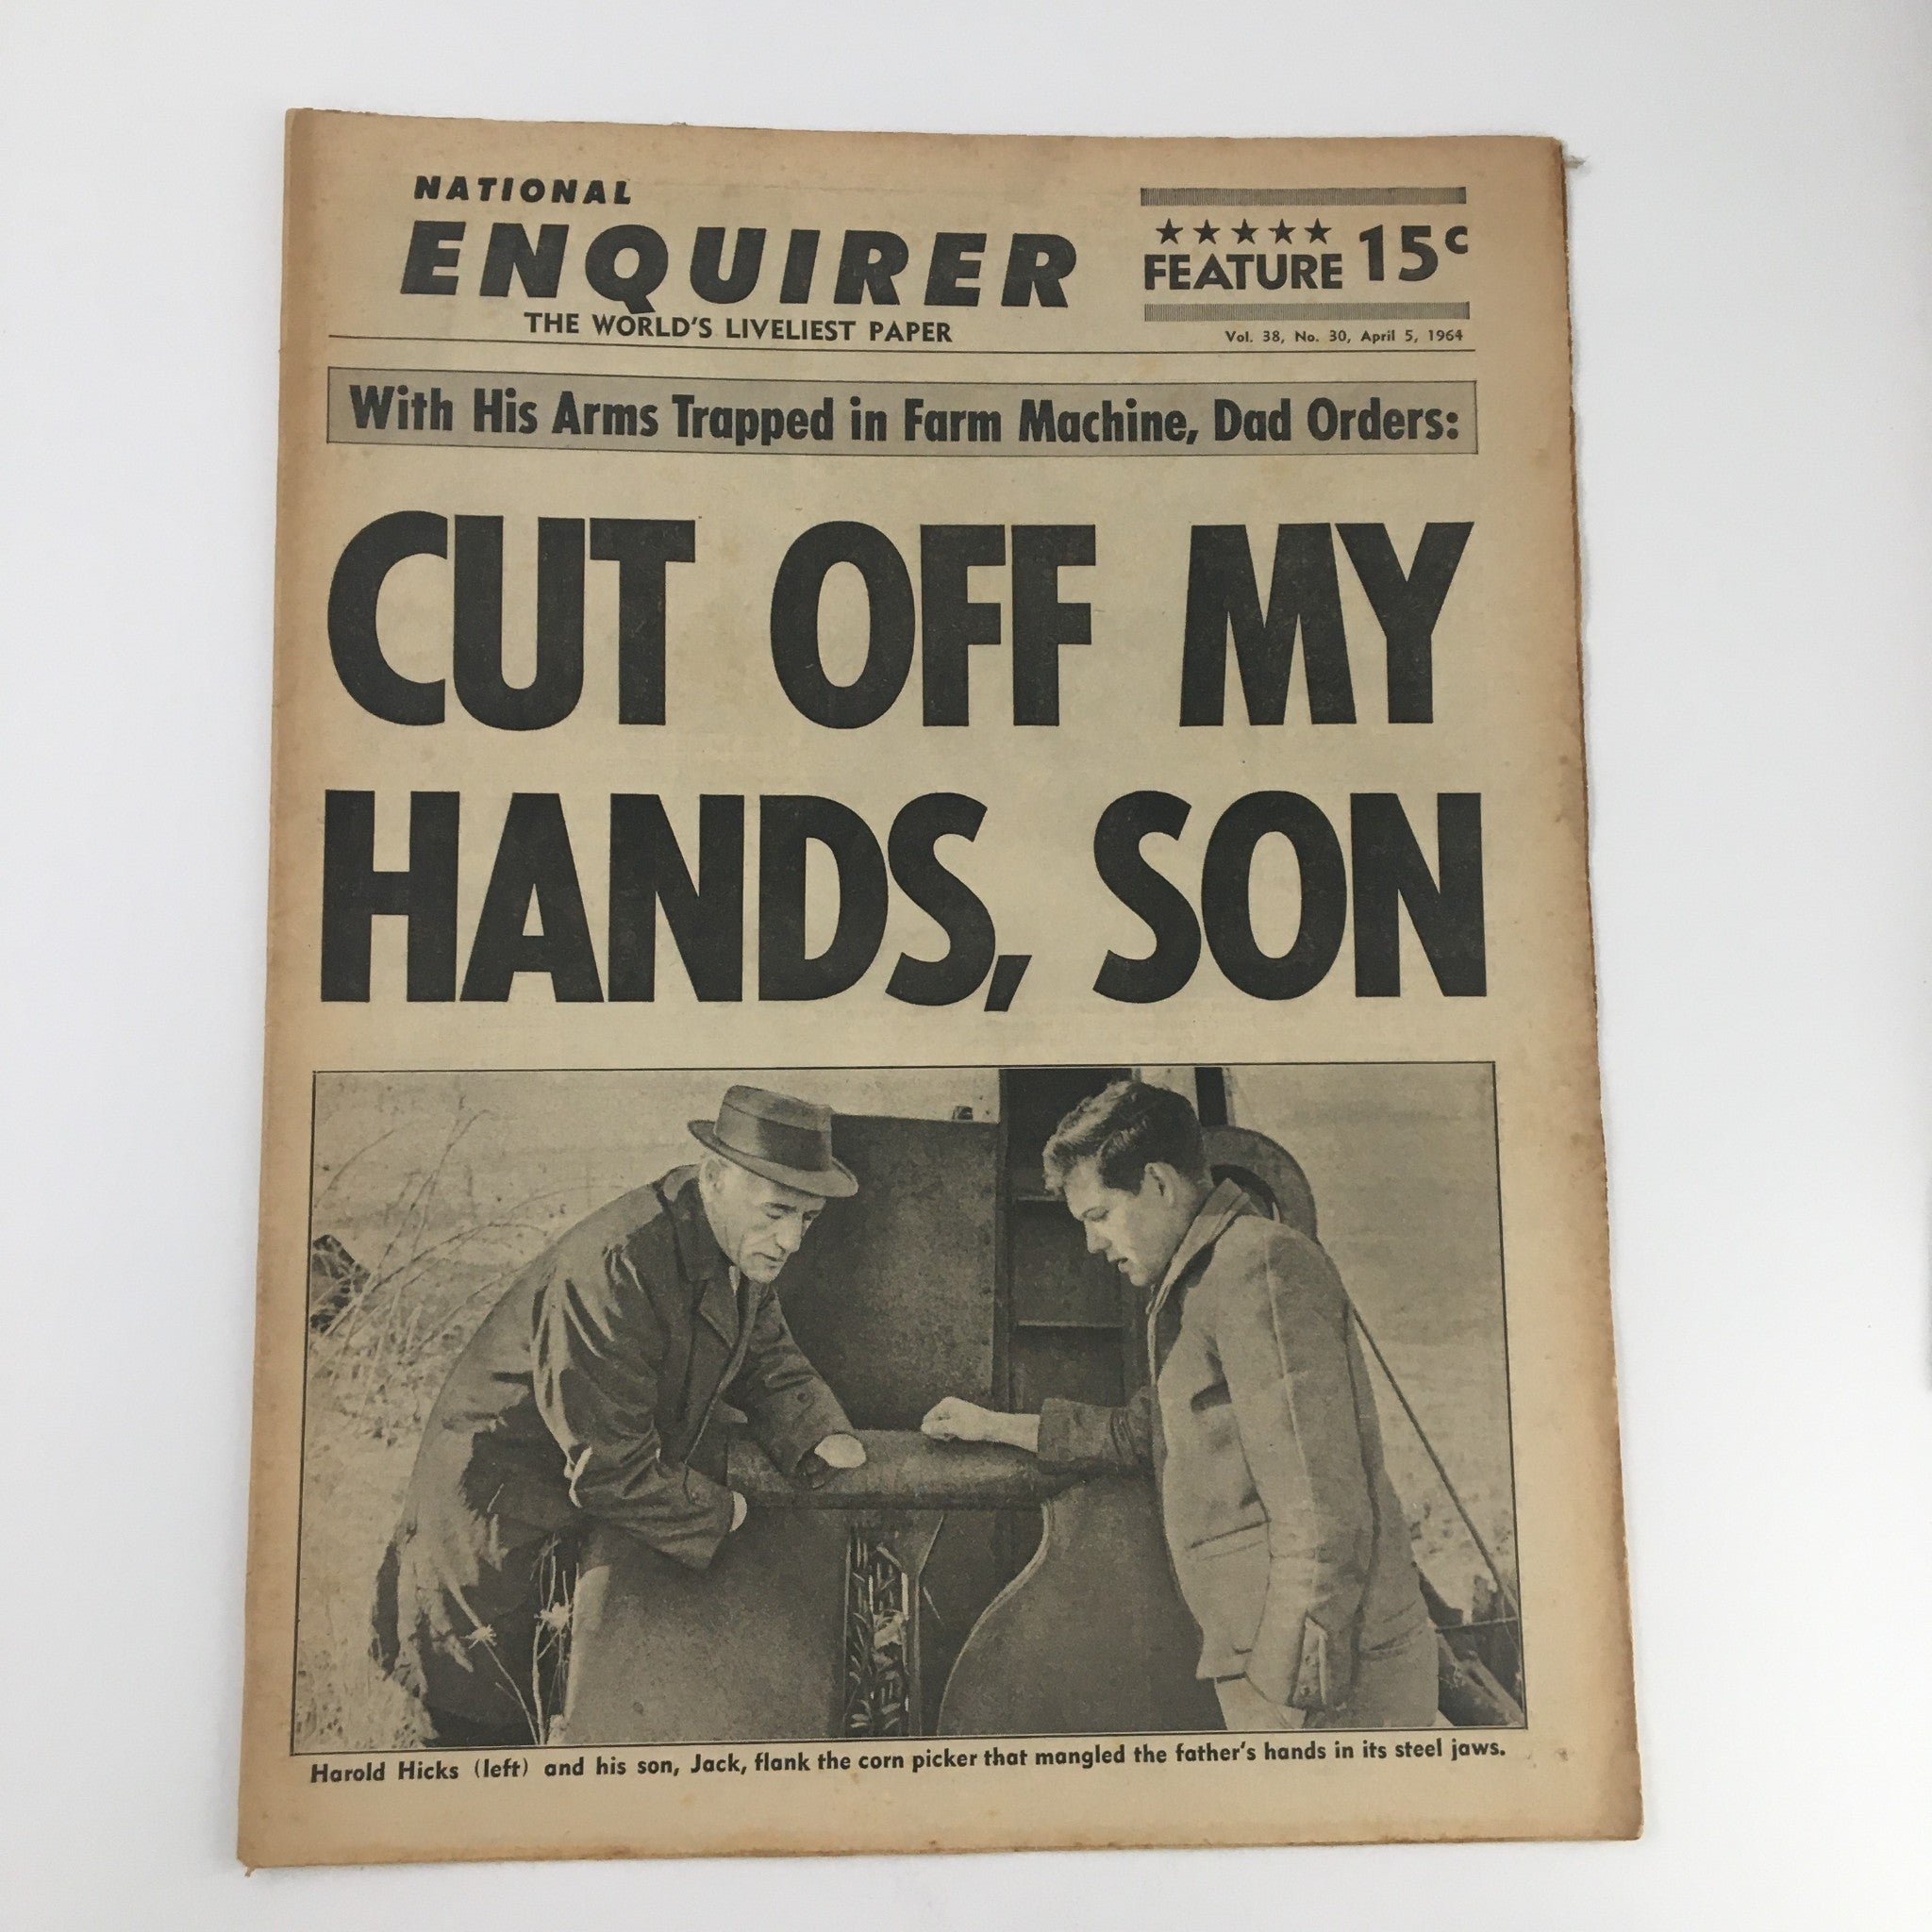 NATIONAL
ENQUIRER
THE WORLD'S LIVELIEST PAPER
★★★★★
FEATURE 15c
Vol. 38, No. 30, April 5, 1964
With His Arms Trapped in Farm Machine, Dad Orders:
CUT OFF MY
HANDS, SON
Harold Hicks (left) and his son, Jack, flank the corn picker that mangled the father's hands in its steel jaws.